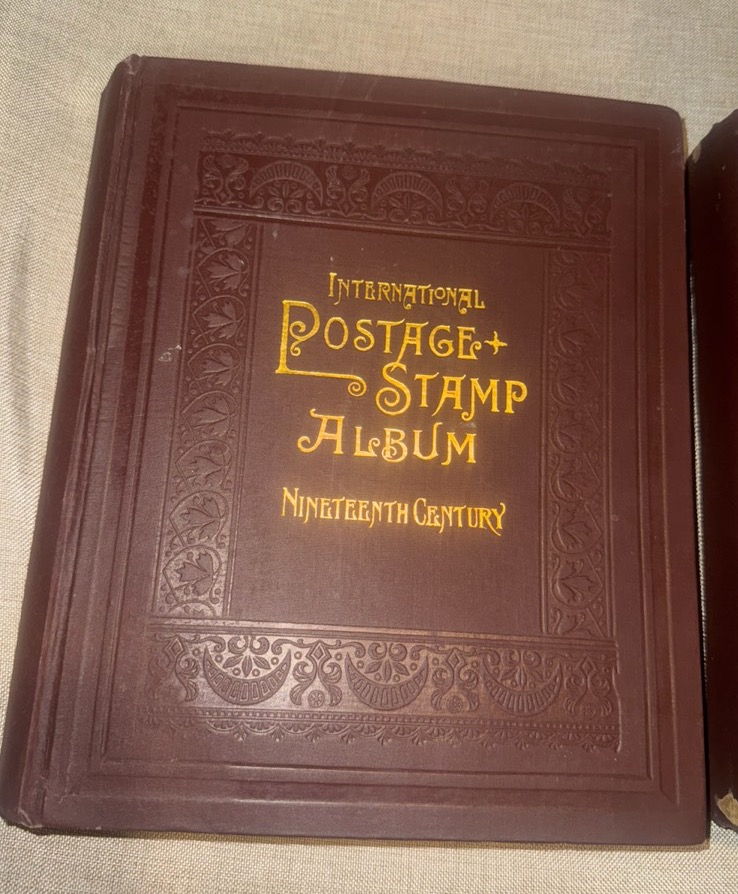 INTERNATIONAL
POSTAGE+
STAMP
ALBUM
NINETEENTH CENTURY